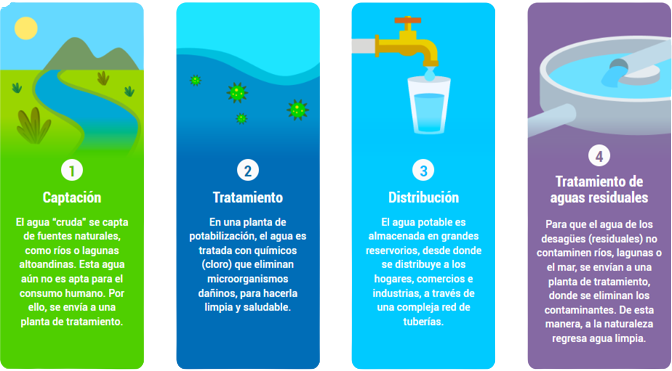 1
Captación
El agua "cruda" se capta
de fuentes naturales,
como ríos o lagunas
altoandinas. Esta agua
aún no es apta para el
consumo humano. Por
ello, se envía a una
planta de tratamiento.
2
Tratamiento
En una planta de
potabilización, el agua es
tratada con químicos
(cloro) que eliminan
microorganismos
dañinos, para hacerla
limpia y saludable.
3
Distribución
El agua potable es
almacenada en grandes
reservorios, desde donde
se distribuye a los
hogares, comercios e
industrias, a través de
una compleja red de
tuberías.
4
Tratamiento de
aguas residuales
Para que el agua de los
desagües (residuales) no
contaminen ríos, lagunas o
el mar, se envían a una
planta de tratamiento,
donde se eliminan los
contaminantes. De esta
manera, a la naturaleza
regresa agua limpia.